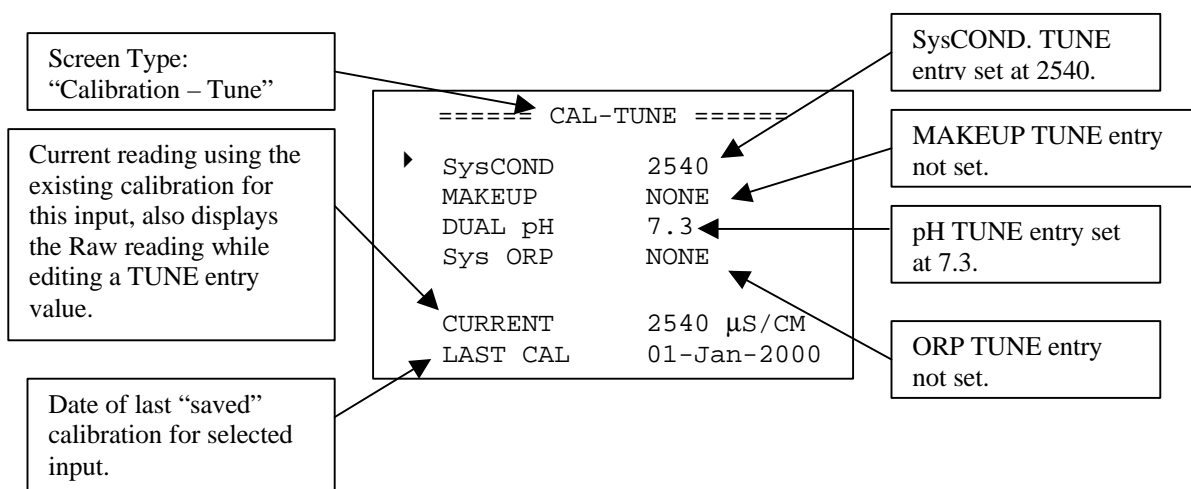 Screen Type:
“Calibration – Tune”
Current reading using the
existing calibration for
this input, also displays
the Raw reading while
editing a TUNE entry
value.
Date of last “saved”
calibration for selected
input.
====== CAL-TUNE ======
SysCOND 2540
MAKEUP NONE
DUAL pH 7.3
Sys ORP NONE
CURRENT 2540 µS/CM
LAST CAL 01-Jan-2000
SysCOND. TUNE
entry set at 2540.
MAKEUP TUNE entry
not set.
pH TUNE entry set
at 7.3.
ORP TUNE entry
not set.